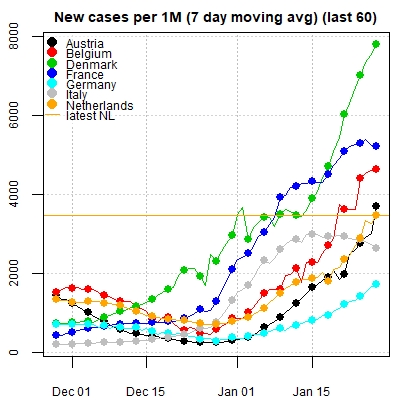 New cases per 1M (7 day moving avg) (last 60)
8000
6000
4000
2000
0
Austria
Belgium
Denmark
France
Germany
Italy
Netherlands
latest NL
Dec 01 Dec 15 Jan 01 Jan 15